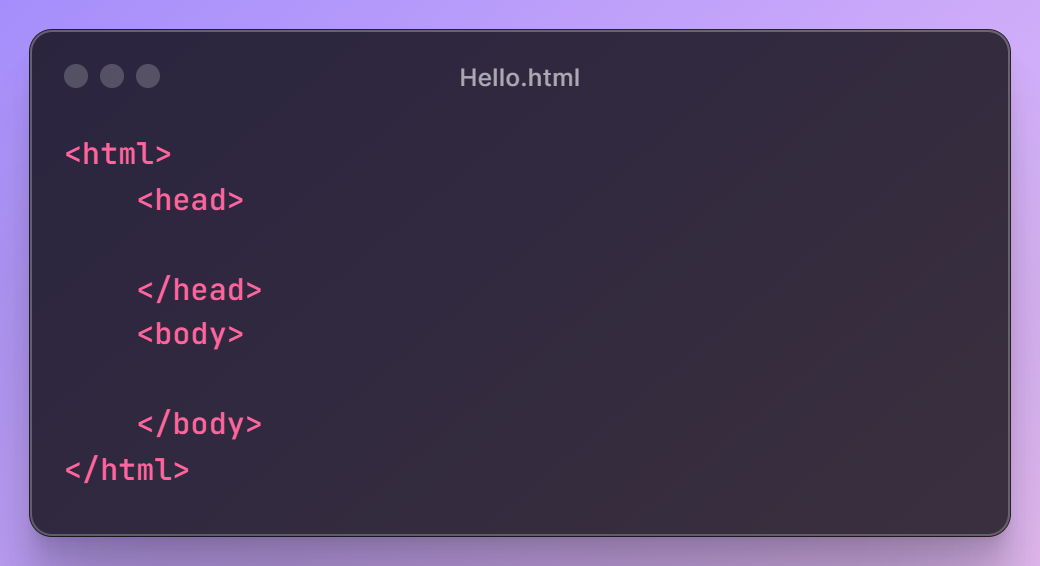 Hello.html
<html>
    <head>

    </head>
    <body>

    </body>
</html>